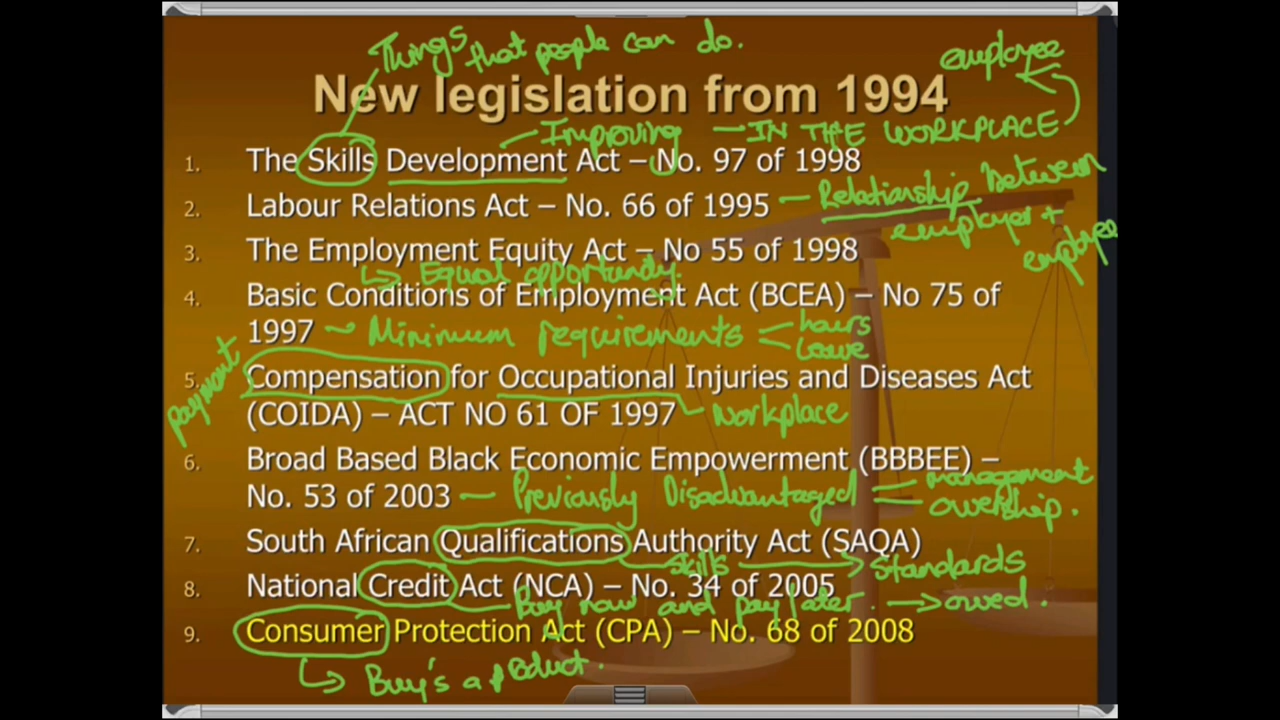 Things that people can do.
employee
New legislation from 1994
Improving – IN THE WORKPLACE
1. The Skills Development Act – No. 97 of 1998
2. Labour Relations Act – No. 66 of 1995 – Relationship Between
employer + employee
3. The Employment Equity Act – No 55 of 1998
Equal opportunity.
4. Basic Conditions of Employment Act (BCEA) – No 75 of
1997 Minimum requirements hours
Leave
payment
5. Compensation for Occupational Injuries and Diseases Act
(COIDA) – ACT NO 61 OF 1997 workplace
6. Broad Based Black Economic Empowerment (BBBEE) –
No. 53 of 2003 – Previously Disadvantaged = management
owership.
7. South African Qualifications Authority Act (SAQA)
skills Standards
8. National Credit Act (NCA) – No. 34 of 2005
Buy now and pay later. → owed.
9. Consumer Protection Act (CPA) – No. 68 of 2008
Buy's a product.